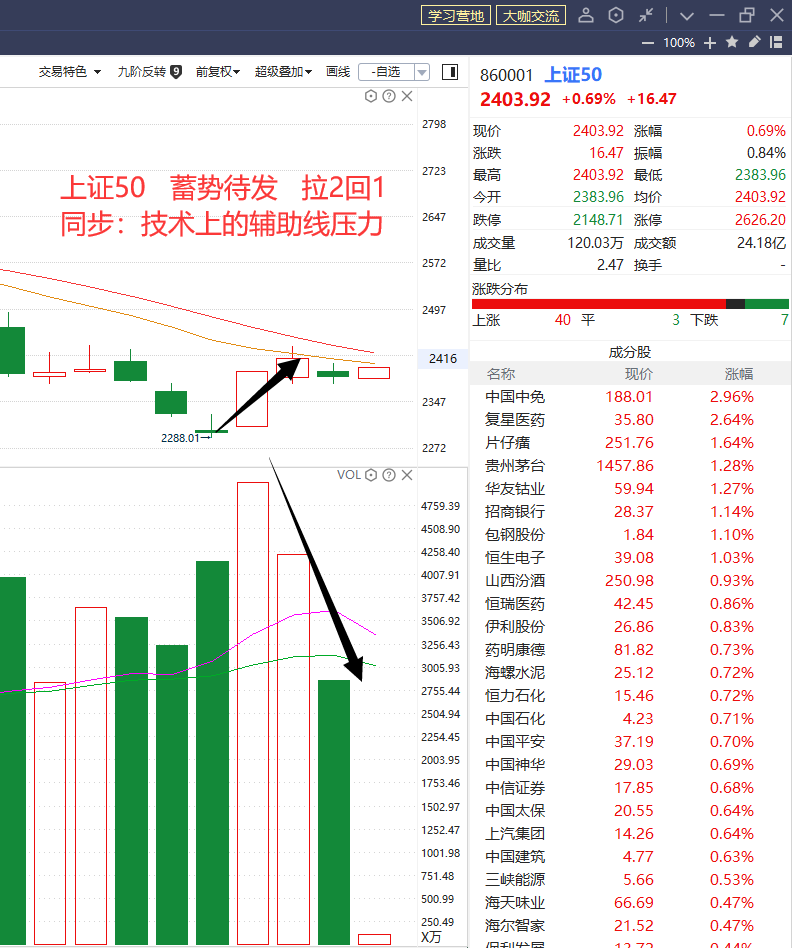 学习营地 大咖交流
100%
交易特色 九阶反转 9 前复权 超级叠加 画线 -自选
860001 上证50
2403.92 +0.69% +16.47
现价 2403.92 涨幅 0.69%
涨跌 16.47 振幅 0.84%
最高 2403.92 最低 2383.96
今开 2383.96 均价 2403.92
跌停 2148.71 涨停 2626.20
成交量 120.03万 成交额 24.18亿
量比 2.47 换手 -
涨跌分布
上涨 40 平 3 下跌 7
成分股
名称 现价 涨幅
中国中免 188.01 2.96%
复星医药 35.80 2.64%
片仔癀 251.76 1.64%
贵州茅台 1457.86 1.28%
华友钴业 59.94 1.27%
招商银行 28.37 1.14%
包钢股份 1.84 1.10%
恒生电子 39.08 1.03%
山西汾酒 250.98 0.93%
恒瑞医药 42.45 0.86%
伊利股份 26.86 0.83%
药明康德 81.82 0.73%
海螺水泥 25.12 0.72%
恒力石化 15.46 0.72%
中国石化 4.23 0.71%
中国平安 37.19 0.70%
中国神华 29.03 0.69%
中信证券 17.85 0.68%
中国太保 20.55 0.64%
上汽集团 14.26 0.64%
中国建筑 4.77 0.63%
三峡能源 5.66 0.53%
海天味业 66.69 0.47%
海尔智家 21.52 0.47%
保利发展 13.72 0.44%
2798
2723
上证50 蓄势待发 拉2回1
同步：技术上的辅助线压力
2647
2572
2497
2416
2347
2288.01
2272
VOL
4759.39
4508.90
4258.40
4007.91
3757.42
3506.92
3256.43
3005.93
2755.44
2504.94
2254.45
2003.95
1753.46
1502.97
1252.47
1001.98
751.48
500.99
250.49
X万